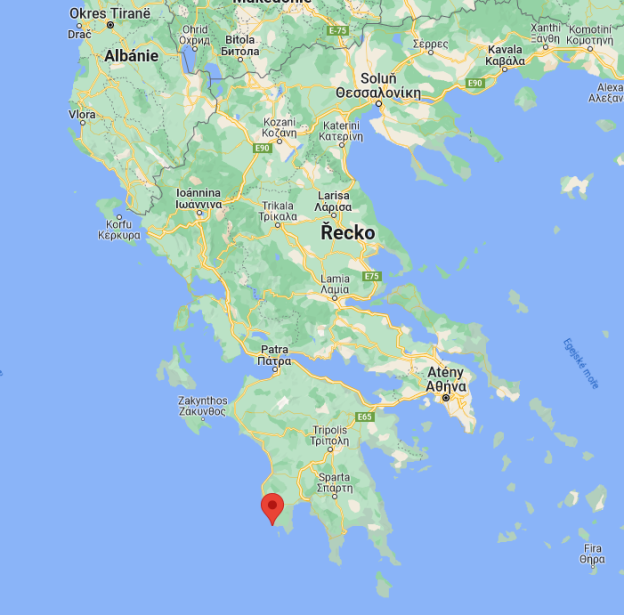 Makedonie
Okres Tiranë
Drač
Ohrid
Охрид
Bitola
Битола
E-75
Σέρρες
Xanthi
Ξάνθη
Komotiní
Κομοτηνή
Kavala
Καβάλα
Albánie
Soluň
Θεσσαλονίκη
E90
Alexa
Αλεξαν
Vlora
Kozani
Κοζάνη
Katerini
Κατερίνη
E90
Ioánnina
Ιωάννινα
Trikala
Τρίκαλα
Larisa
Λάρισα
Korfu
Κέρκυρα
Řecko
E75
Lamia
Λαμία
Egejské moře
Patra
Πάτρα
Atény
Αθήνα
Zakynthos
Ζάκυνθος
E65
Tripolis
Τρίπολη
Sparta
Σπάρτη
Fira
Θήρα